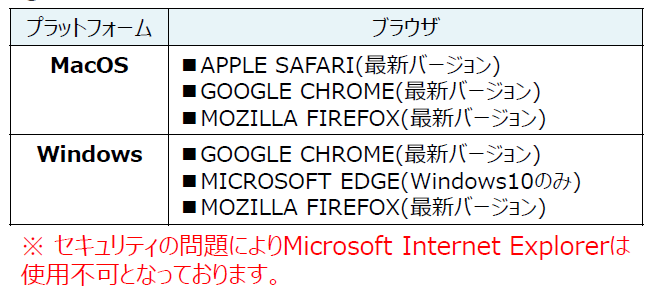 プラットフォーム ブラウザ
MacOS ■APPLE SAFARI(最新バージョン)
■GOOGLE CHROME(最新バージョン)
■MOZILLA FIREFOX(最新バージョン)
Windows ■GOOGLE CHROME(最新バージョン)
■MICROSOFT EDGE(Windows10のみ)
■MOZILLA FIREFOX(最新バージョン)
※ セキュリティの問題によりMicrosoft Internet Explorerは
使用不可となっております。